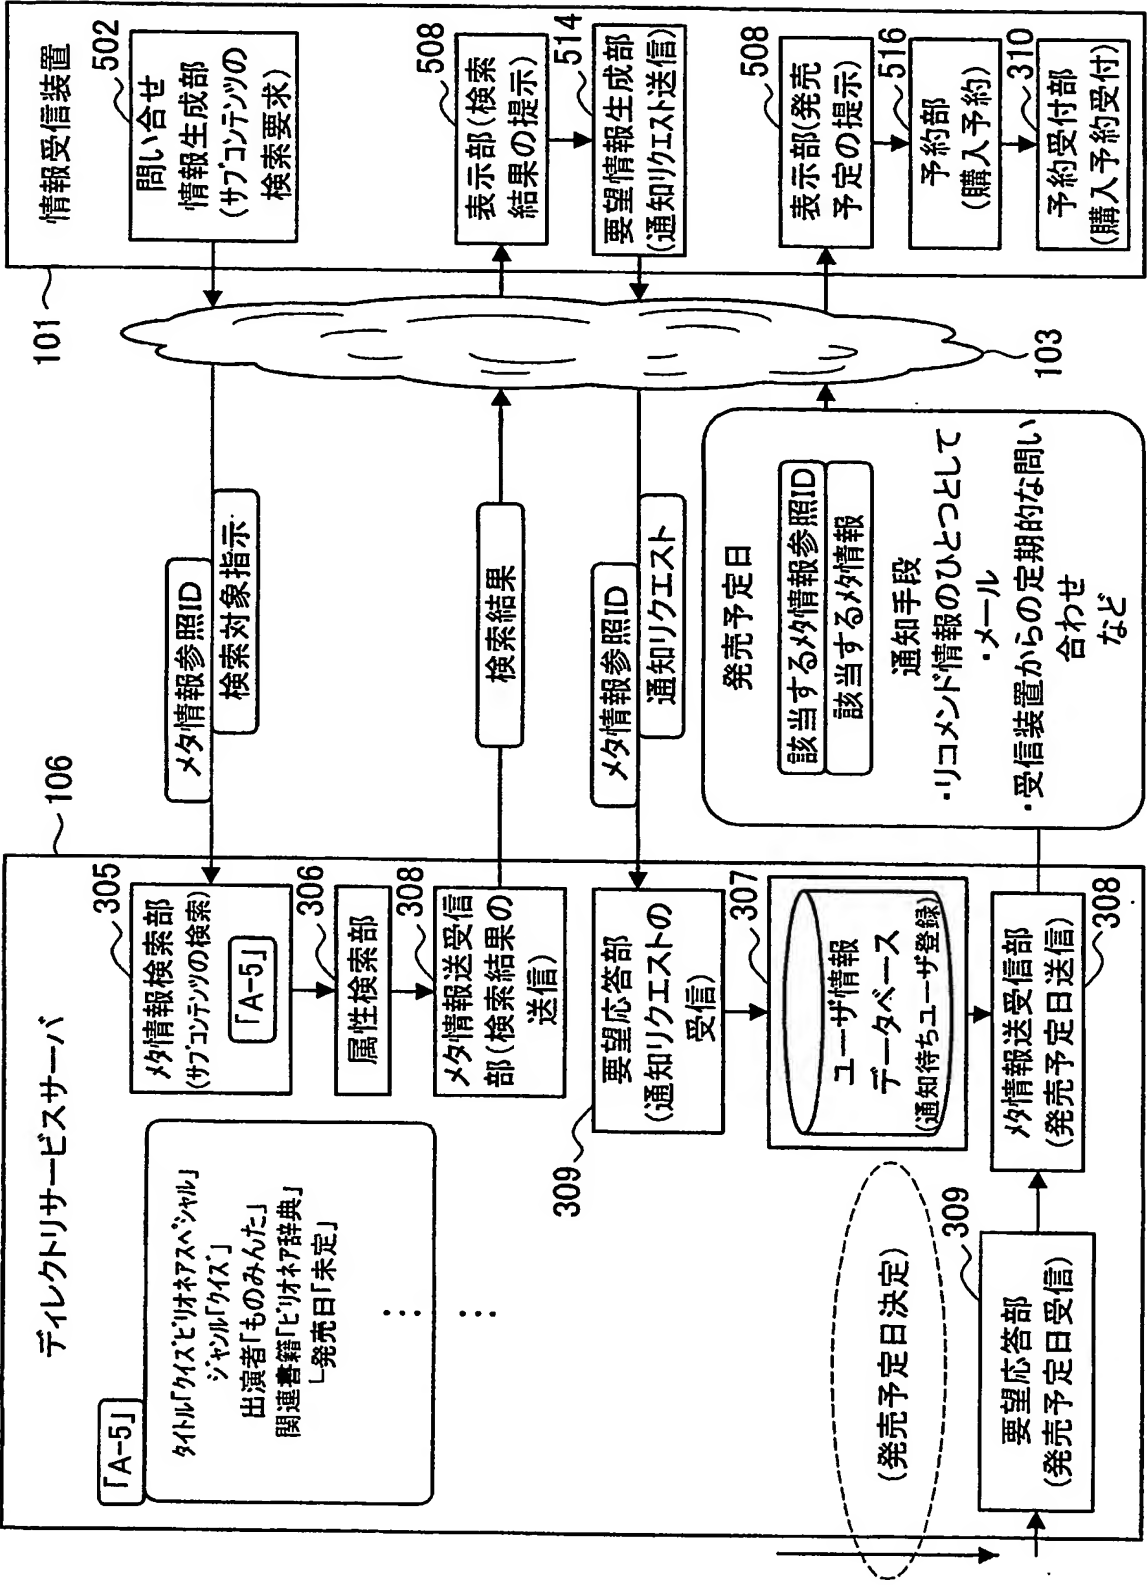 ディレクトリサービスサーバ
106
「A-5」
タイトル「クイズビリオネアスペシャル」
ジャンル「クイズ」
出演者「ものみんた」
関連書籍「ビリオネア辞典」
└発売日「未定」
⋮
⋮
305
メタ情報検索部
(サブコンテンツの検索)
「A-5」
306
属性検索部
308
メタ情報送受信
部(検索結果の
送信)
309
要望応答部
(通知リクエストの
受信)
307
ユーザ情報
データベース
(通知待ちユーザ登録)
(発売予定日決定)
309
要望応答部
(発売予定日受信)
メタ情報送受信部
(発売予定日送信)
308
メタ情報参照ID
検索対象指示
検索結果
メタ情報参照ID
通知リクエスト
発売予定日
該当するメタ情報参照ID
該当するメタ情報
通知手段
・リコメンド情報のひとつとして
・メール
・受信装置からの定期的な問い
合わせ
など
103
101
情報受信装置
502
問い合せ
情報生成部
(サブコンテンツの
検索要求)
508
表示部(検索
結果の提示)
514
要望情報生成部
(通知リクエスト送信)
508
表示部(発売
予定の提示)
516
予約部
(購入予約)
310
予約受付部
(購入予約受付)